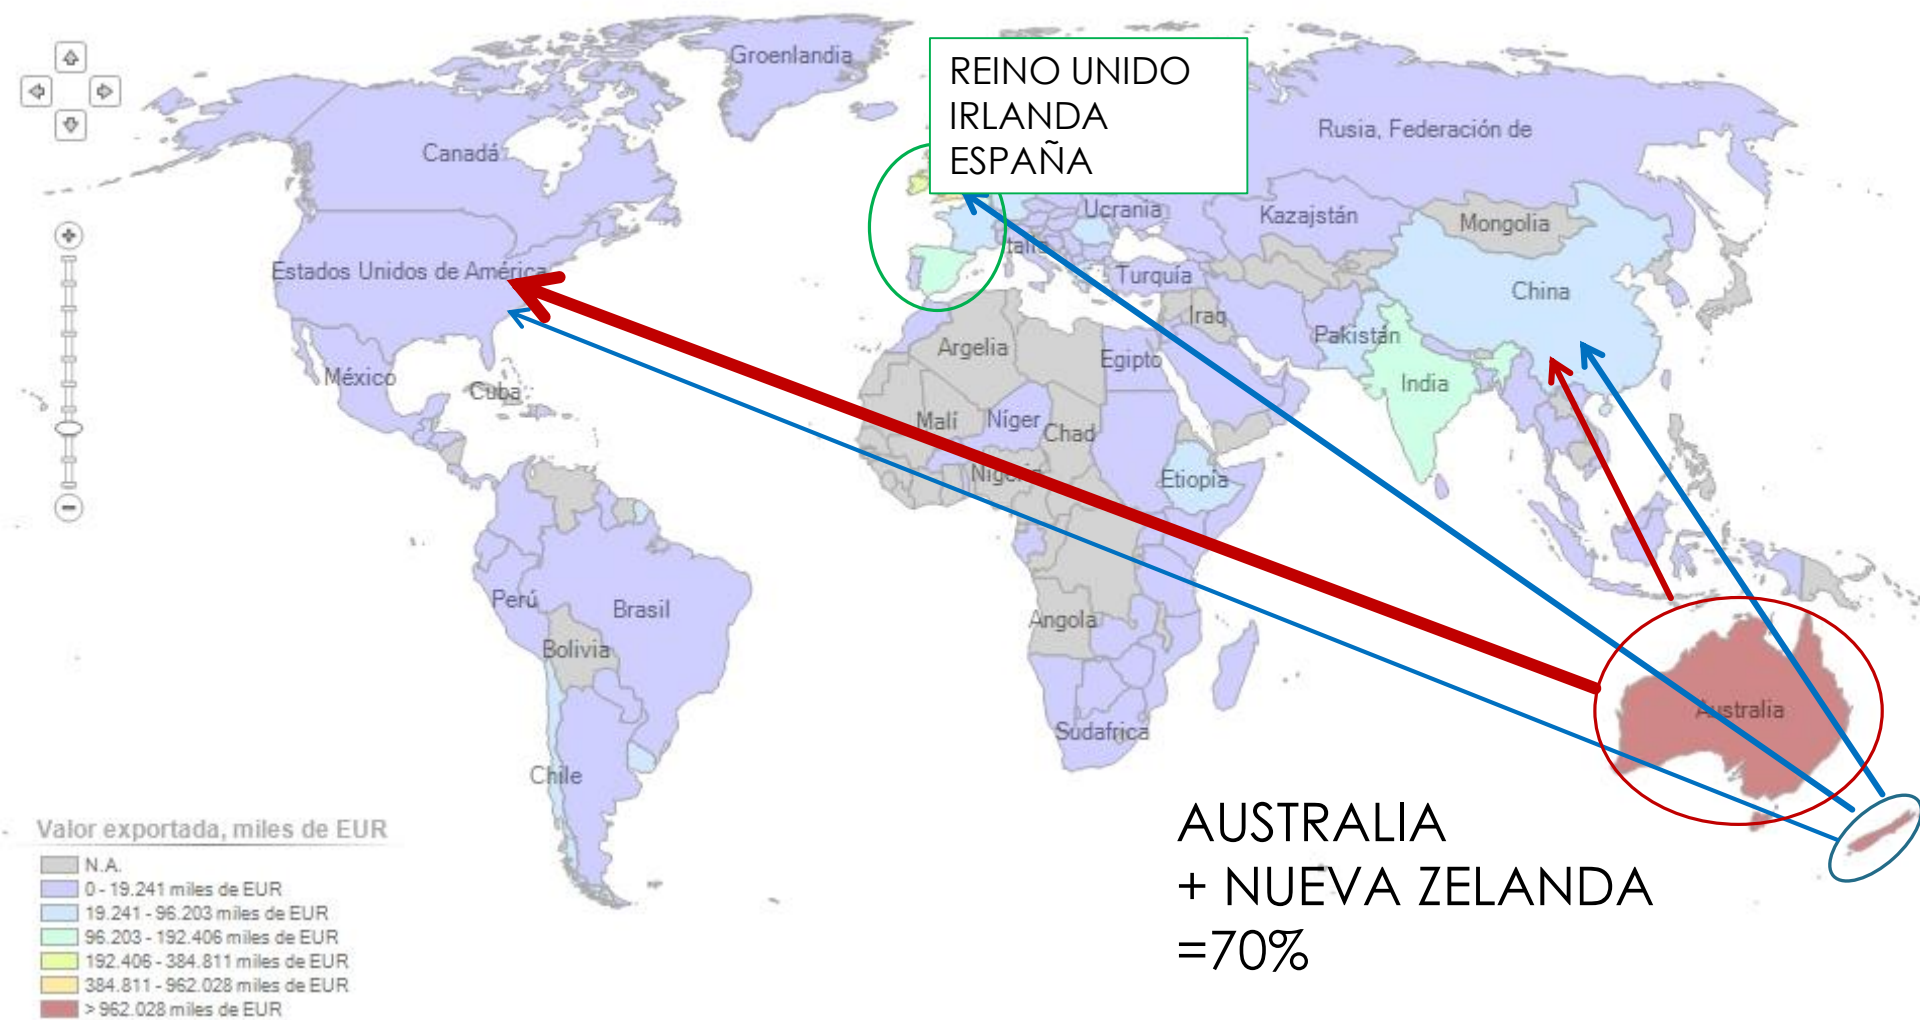 Groenlandia
REINO UNIDO
IRLANDA
ESPAÑA
Rusia, Federación de
Canadá
Ucrania
Kazajstán
Mongolia
Italia
Estados Unidos de América
Turquía
China
Iraq
Pakistán
Argelia
Egipto
México
Cuba
India
Malí
Níger
Chad
Nigeria
Etiopía
Perú
Brasil
Angola
Bolivia
Australia
Sudafrica
Chile
AUSTRALIA
+ NUEVA ZELANDA
=70%
Valor exportada, miles de EUR
N.A.
0 - 19.241 miles de EUR
19.241 - 96.203 miles de EUR
96.203 - 192.406 miles de EUR
192.406 - 384.811 miles de EUR
384.811 - 962.028 miles de EUR
> 962.028 miles de EUR